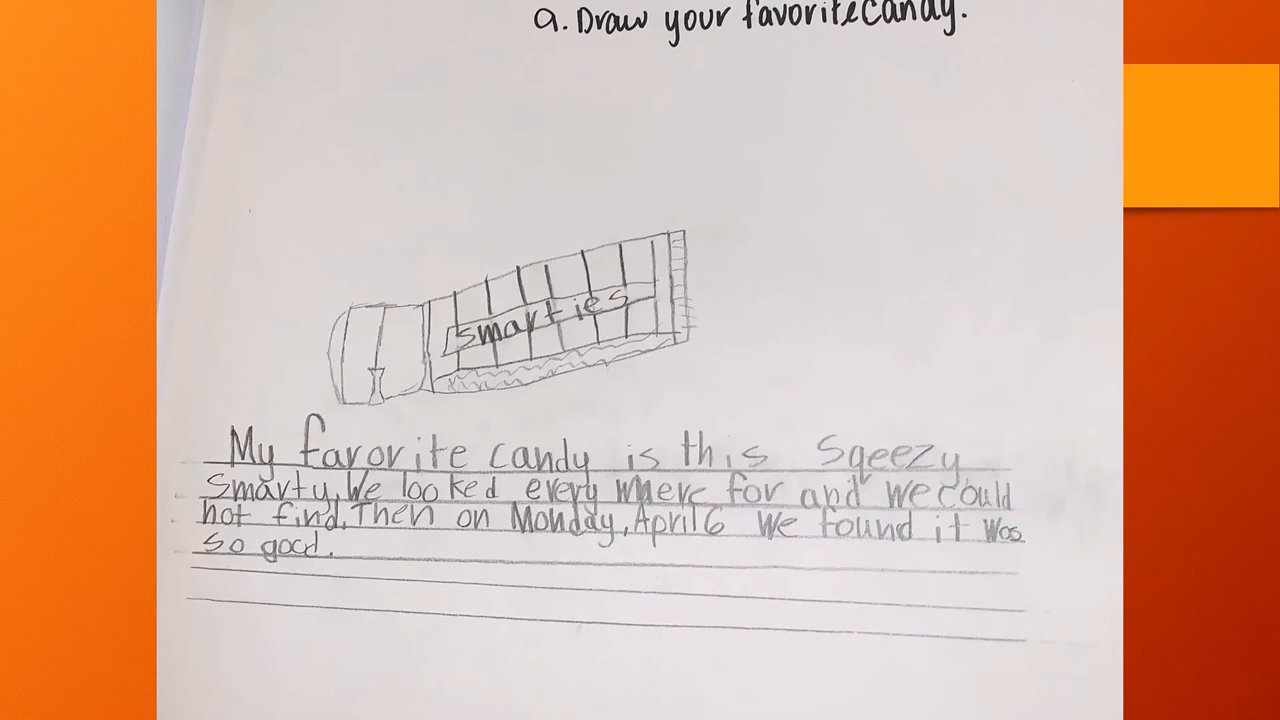 a. Draw your favorite candy.
smarties
My favorite candy is this Sqeezy
Smarty. We looked every where for and we could
not find. Then on Monday, April 6 we found it was
so good.